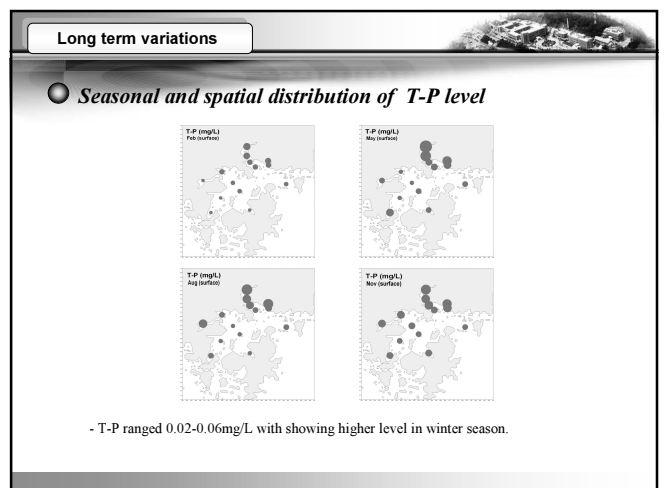 Long term variations
Seasonal and spatial distribution of T-P level
T-P (mg/L)
Feb (surface)
T-P (mg/L)
May (surface)
T-P (mg/L)
Aug (surface)
T-P (mg/L)
Nov (surface)
- T-P ranged 0.02-0.06mg/L with showing higher level in winter season.